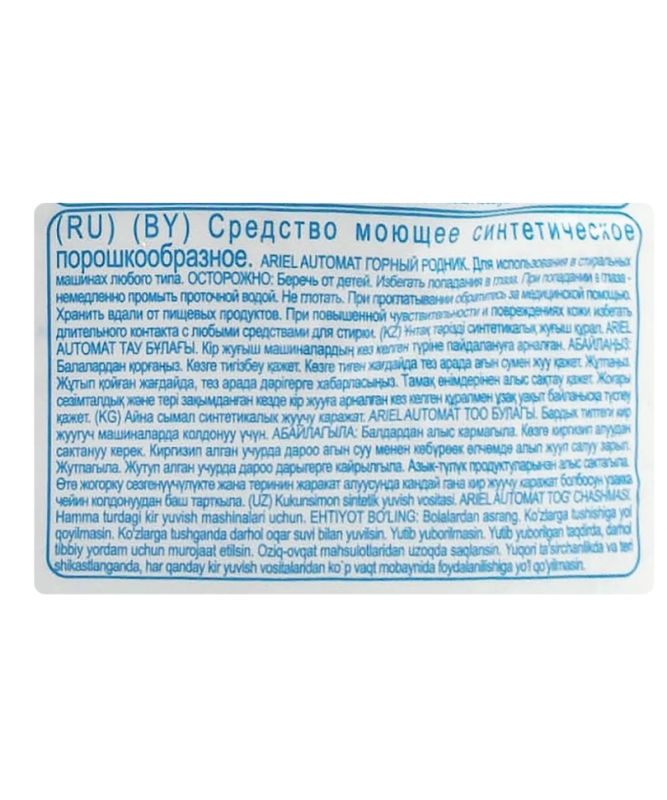 (RU) (BY) Средство моющее синтетическое
порошкообразное. ARIEL AUTOMAT ГОРНЫЙ РОДНИК. Для использования в стиральных
машинах любого типа. ОСТОРОЖНО: Беречь от детей. Избегать попадания в глаза. При попадании в глаза -
немедленно промыть проточной водой. Не глотать. При проглатывании обратитесь за медицинской помощью.
Хранить вдали от пищевых продуктов. При повышенной чувствительности и повреждениях кожи избегать
длительного контакта с любыми средствами для стирки. (KZ) Ұнтақ тәрізді синтетикалық жуғыш құрал. ARIEL
AUTOMAT ТАУ БҰЛАҒЫ. Кір жуғыш машиналардың кез келген түріне пайдалануға арналған. АБАЙЛАҢЫЗ:
Балалардан қорғаңыз. Көзге тигізбеу қажет. Көзге тиген жағдайда тез арада ағын сумен жуу қажет. Жұтпаңыз.
Жұтып қойған жағдайда, тез арада дәрігерге хабарласыңыз. Тамақ өнімдерінен алыс сақтау қажет. Жоғары
сезімталдық және тері зақымданған кезде кір жууға арналған кез келген құралмен ұзақ уақыт байланысқа түспеу
қажет. (KG) Айна сымал синтетикалык жуучу каражат. ARIEL AUTOMAT ТОО БУЛАГЫ. Бардык типтеги кир
жуугуч машиналарда колдонуу үчүн. АБАЙЛАГЫЛА: Балдардан алыс кармагыла. Көзгө киргизип алуудан
сактануу керек. Киргизип алган учурда дароо агын суу менен көбүрөөк өлчөмдө алып жууп салуу зарыл.
Жутпагыла. Жутуп алган учурда дароо дарыгерге кайрылгыла. Азык-түлүк продуктуларынан алыс сактагыла.
Өтө жогорку сезгенүүчүлүктү жана теринин жаракат алуусунда кандай гана кир жуучу каражат болбосун узакка
чейин колдонуудан баш тарткыла. (UZ) Kukunsimon sintetik yuvish vositasi. ARIEL AUTOMAT TOG' CHASHMASI.
Hamma turdagi kir yuvish mashinalari uchun. EHTIYOT BO'LING: Bolalardan asrang. Ko'zlarga tushishiga yo'l
qoyilmasin. Ko'zlarga tushganda darhol oqar suvi bilan yuvilsin. Yutib yuborilmasin. Yutib yuborilgan taqdirda, darhol
tibbiy yordam uchun murojaat etilsin. Oziq-ovqat mahsulotlaridan uzoqda saqlansin. Yuqori ta'sirchanlikda va teri
shikastlanganda, har qanday kir yuvish vositalaridan ko`p vaqt mobaynida foydalanilishiga yo'l qo'yilmasin.